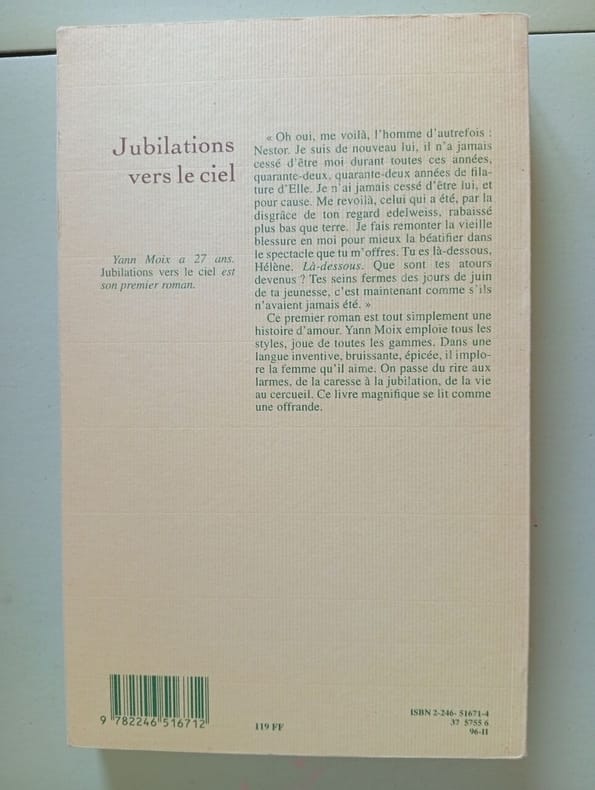 Jubilations
vers le ciel
Yann Moix a 27 ans.
Jubilations vers le ciel est
son premier roman.
« Oh oui, me voilà, l'homme d'autrefois :
Nestor. Je suis de nouveau lui, il n'a jamais
cessé d'être moi durant toutes ces années,
quarante-deux, quarante-deux années de fila-
ture d'Elle. Je n'ai jamais cessé d'être lui, et
pour cause. Me revoilà, celui qui a été, par la
disgrâce de ton regard edelweiss, rabaissé
plus bas que terre. Je fais remonter la vieille
blessure en moi pour mieux la béatifier dans
le spectacle que tu m'offres. Tu es là-dessous,
Hélène. Là-dessous. Que sont tes atours
devenus ? Tes seins fermes des jours de juin
de ta jeunesse, c'est maintenant comme s'ils
n'avaient jamais été. »
Ce premier roman est tout simplement une
histoire d'amour. Yann Moix emploie tous les
styles, joue de toutes les gammes. Dans une
langue inventive, bruissante, épicée, il implo-
re la femme qu'il aime. On passe du rire aux
larmes, de la caresse à la jubilation, de la vie
au cercueil. Ce livre magnifique se lit comme
une offrande.
9 782246 516712
119 FF
ISBN 2-246- 51671-4
37 5755 6
96-II